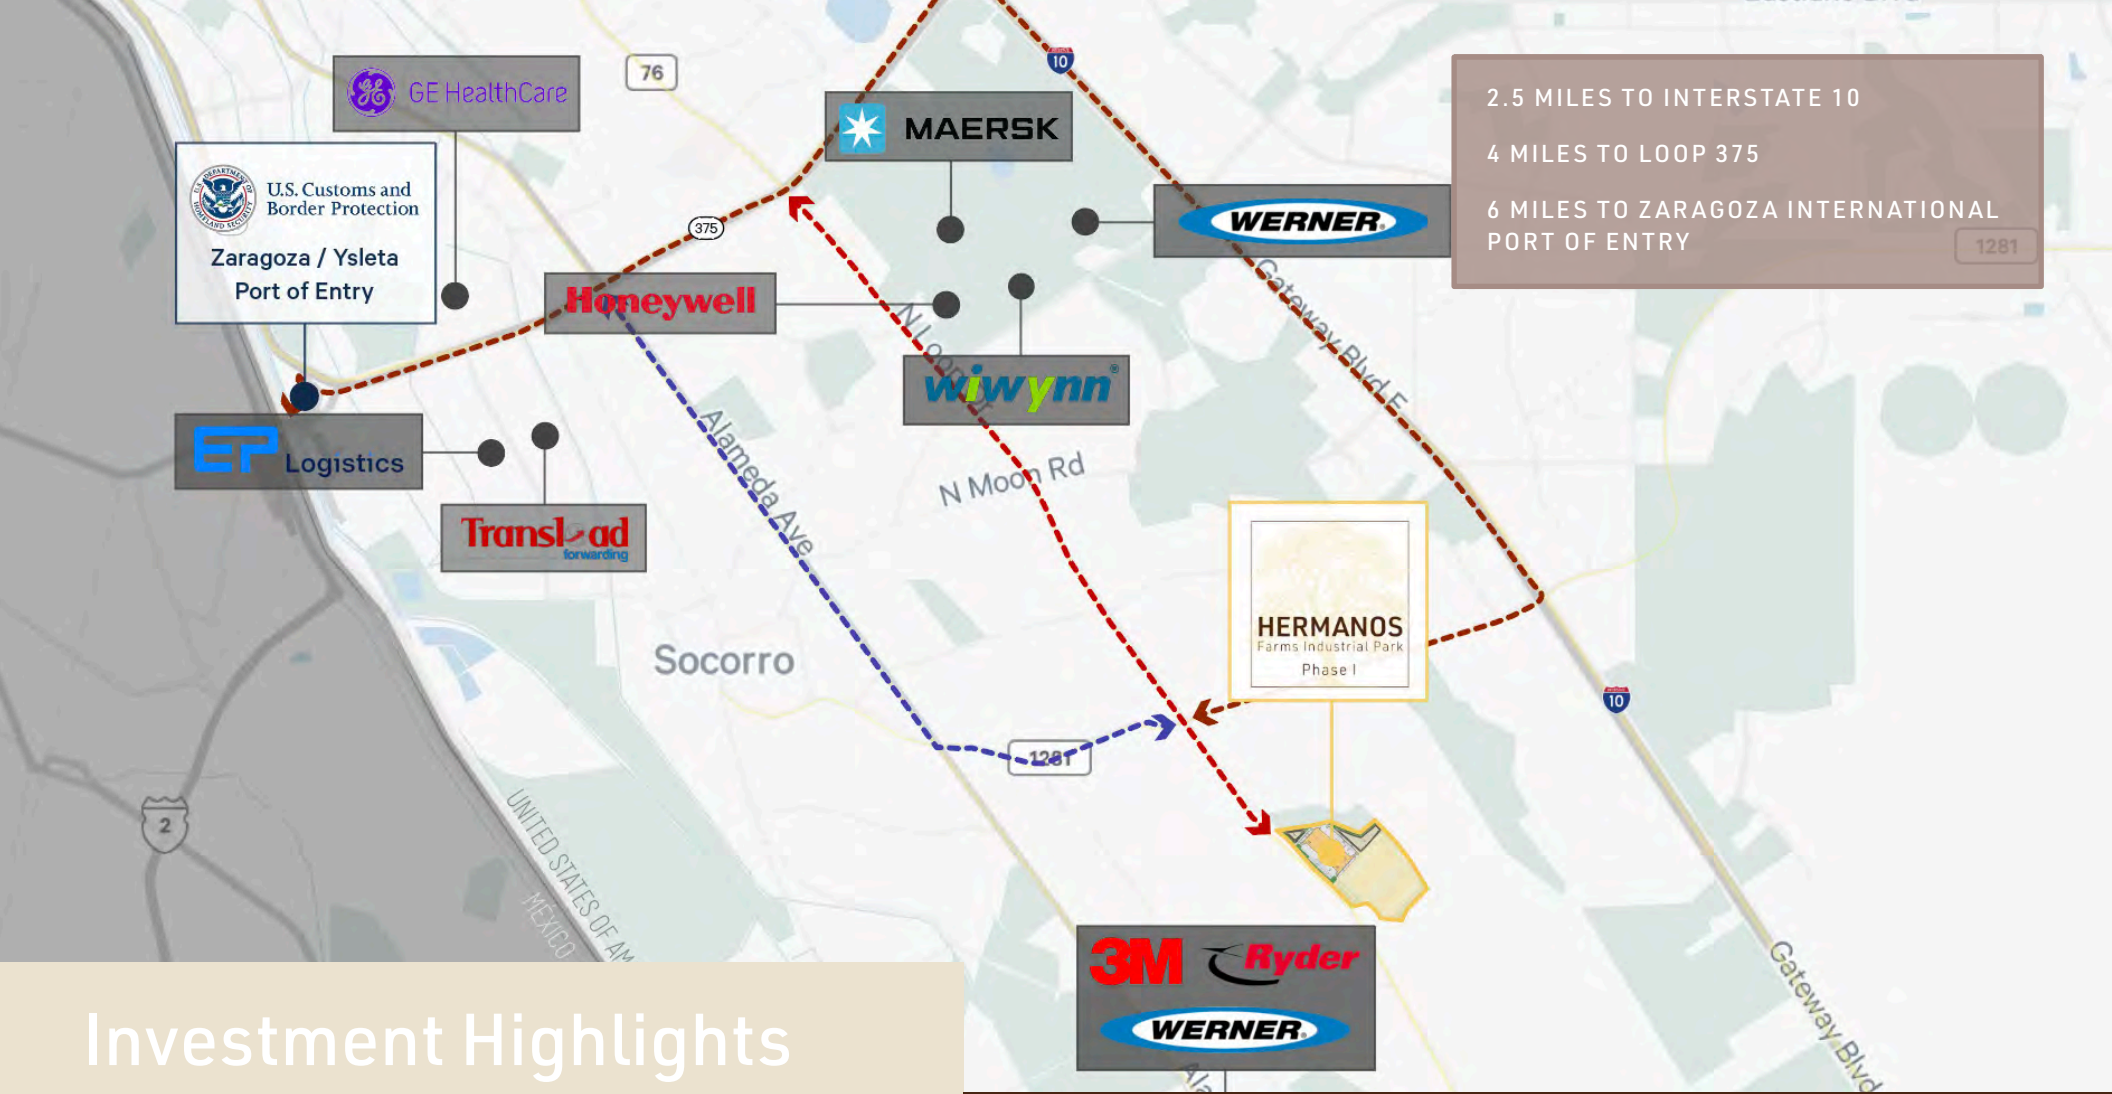 76
10
GE HealthCare
MAERSK
2.5 MILES TO INTERSTATE 10
4 MILES TO LOOP 375
6 MILES TO ZARAGOZA INTERNATIONAL
PORT OF ENTRY
1281
U.S. Customs and
Border Protection
Zaragoza / Ysleta
Port of Entry
375
WERNER
Honeywell
N Loop Dr
Gateway Blvd E
wiwynn®
Alameda Ave
EP Logistics
N Moon Rd
Transload
forwarding
HERMANOS
Farms Industrial Park
Phase I
Socorro
10
1281
2
UNITED STATES OF AM
MÉXICO
3M Ryder
WERNER
Gateway Blvd
Ala
Investment Highlights